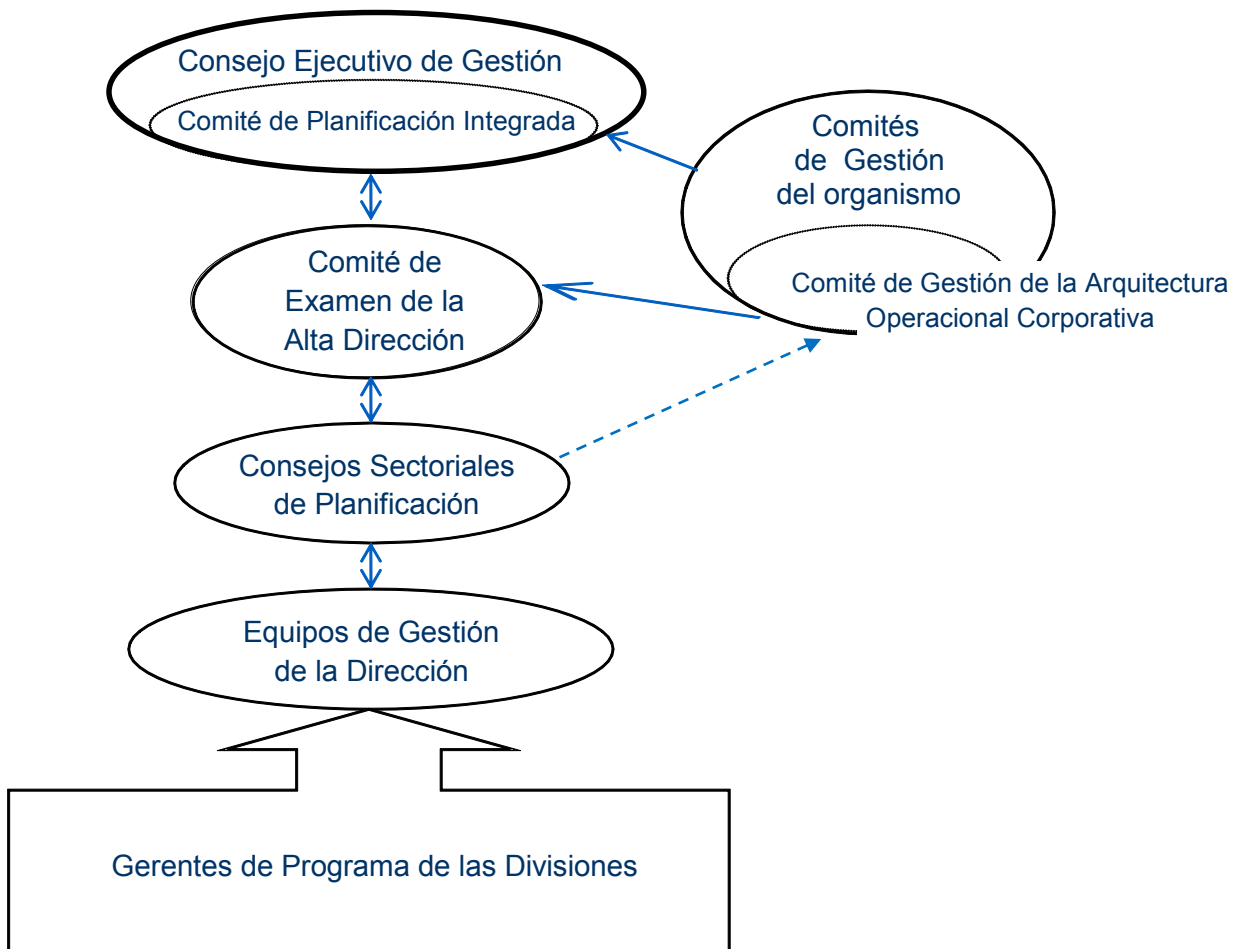 Consejo Ejecutivo de Gestión
Comité de Planificación Integrada
Comités
de Gestión
del organismo
Comité de
Examen de la
Alta Dirección
Comité de Gestión de la Arquitectura
Operacional Corporativa
Consejos Sectoriales
de Planificación
Equipos de Gestión
de la Dirección
Gerentes de Programa de las Divisiones